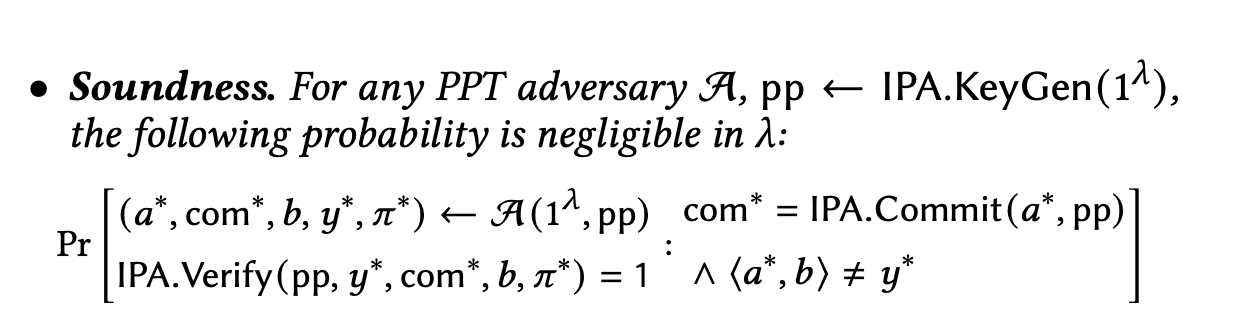 • Soundness. For any PPT adversary 𝒜, pp ← IPA.KeyGen(1^λ),
the following probability is negligible in λ:
Pr [ (a*, com*, b, y*, π*) ← 𝒜(1^λ, pp) : com* = IPA.Commit(a*, pp)
IPA.Verify(pp, y*, com*, b, π*) = 1 ∧ ⟨a*, b⟩ ≠ y* ]